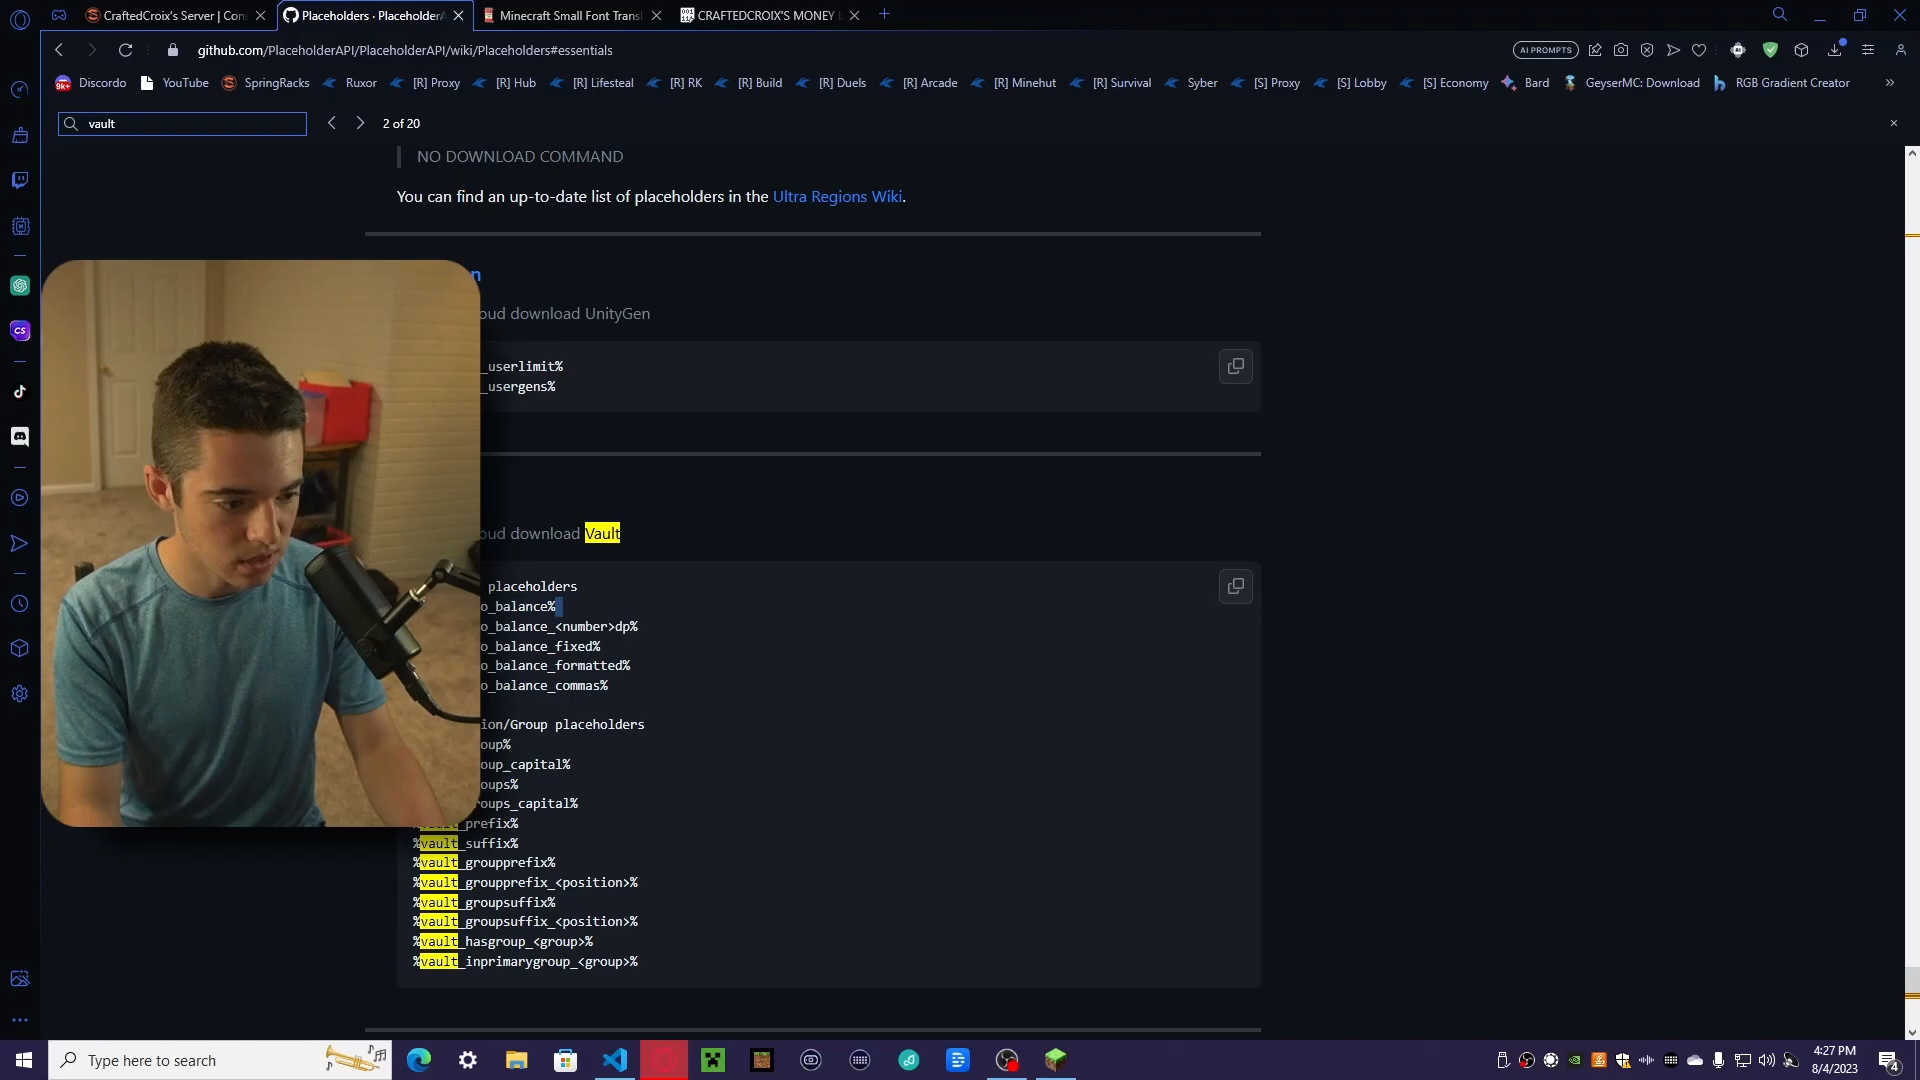 CraftedCroix's Server | Con
Placeholders · PlaceholderA
Minecraft Small Font Trans
CRAFTEDCROIX'S MONEY
github.com/PlaceholderAPI/PlaceholderAPI/wiki/Placeholders#essentials
AI PROMPTS
9K+
Discordo
YouTube
SpringRacks
Ruxor
[R] Proxy
[R] Hub
[R] Lifesteal
[R] RK
[R] Build
[R] Duels
[R] Arcade
[R] Minehut
[R] Survival
Syber
[S] Proxy
[S] Lobby
[S] Economy
Bard
GeyserMC: Download
RGB Gradient Creator
vault
2 of 20
NO DOWNLOAD COMMAND
You can find an up-to-date list of placeholders in the Ultra Regions Wiki.
n
oud download UnityGen
_userlimit%
_usergens%
oud download Vault
placeholders
o_balance%
o_balance_<number>dp%
o_balance_fixed%
o_balance_formatted%
o_balance_commas%
ion/Group placeholders
oup%
oup_capital%
oups%
oups_capital%
%vault_prefix%
%vault_suffix%
%vault_groupprefix%
%vault_groupprefix_<position>%
%vault_groupsuffix%
%vault_groupsuffix_<position>%
%vault_hasgroup_<group>%
%vault_inprimarygroup_<group>%
CS
Type here to search
4:27 PM
8/4/2023
4